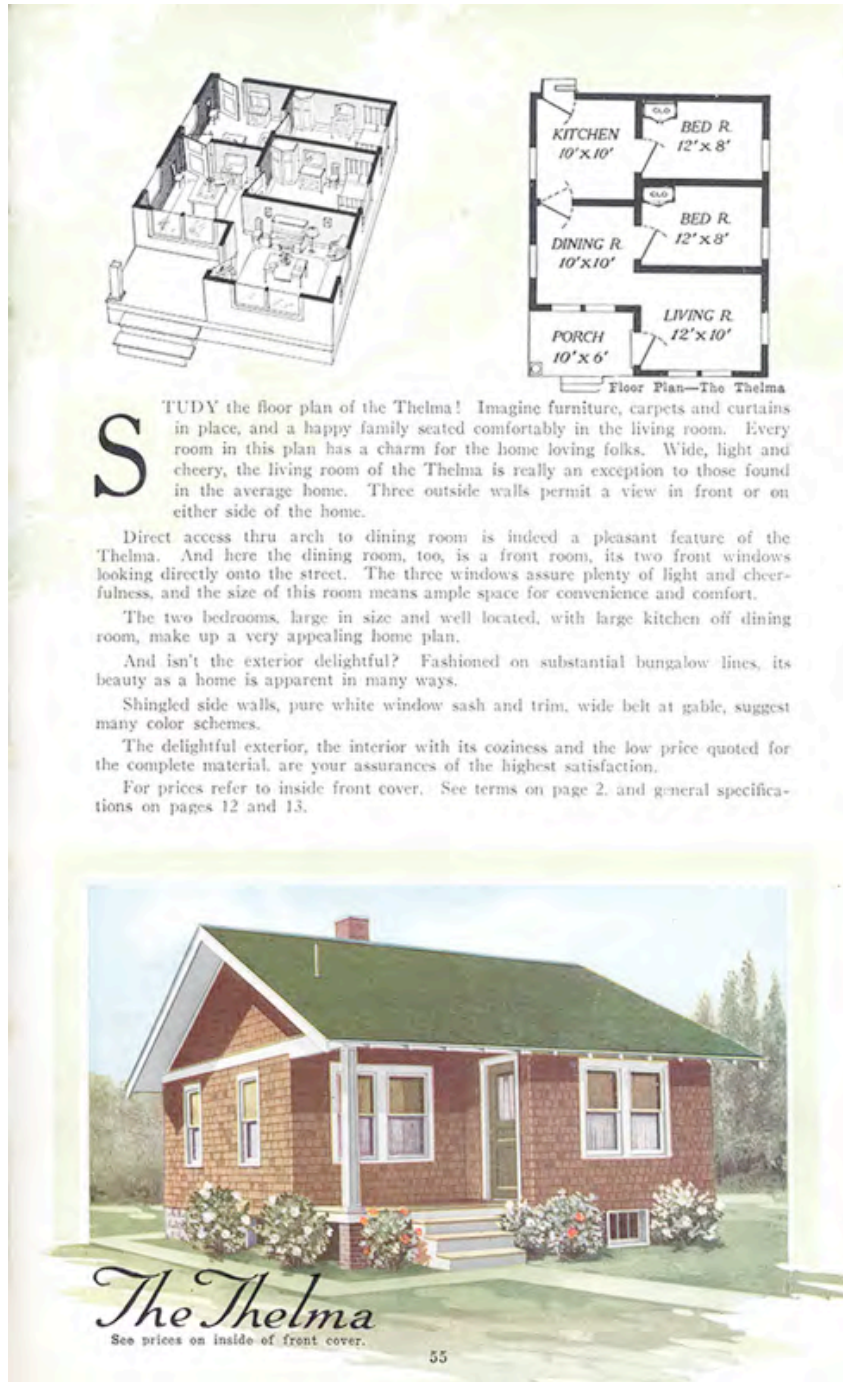 KITCHEN
10'x10'
CLO
BED R.
12'x 8'
CLO
BED R.
12'x 8'
DINING R.
10'x10'
LIVING R.
12'x10'
PORCH
10'x 6'
Floor Plan—The Thelma
STUDY the floor plan of the Thelma! Imagine furniture, carpets and curtains
in place, and a happy family seated comfortably in the living room. Every
room in this plan has a charm for the home loving folks. Wide, light and
cheery, the living room of the Thelma is really an exception to those found
in the average home. Three outside walls permit a view in front or on
either side of the home.
Direct access thru arch to dining room is indeed a pleasant feature of the
Thelma. And here the dining room, too, is a front room, its two front windows
looking directly onto the street. The three windows assure plenty of light and cheer-
fulness, and the size of this room means ample space for convenience and comfort.
The two bedrooms, large in size and well located, with large kitchen off dining
room, make up a very appealing home plan.
And isn't the exterior delightful? Fashioned on substantial bungalow lines, its
beauty as a home is apparent in many ways.
Shingled side walls, pure white window sash and trim, wide belt at gable, suggest
many color schemes.
The delightful exterior, the interior with its coziness and the low price quoted for
the complete material, are your assurances of the highest satisfaction.
For prices refer to inside front cover. See terms on page 2, and general specifica-
tions on pages 12 and 13.
The Thelma
See prices on inside of front cover.
55